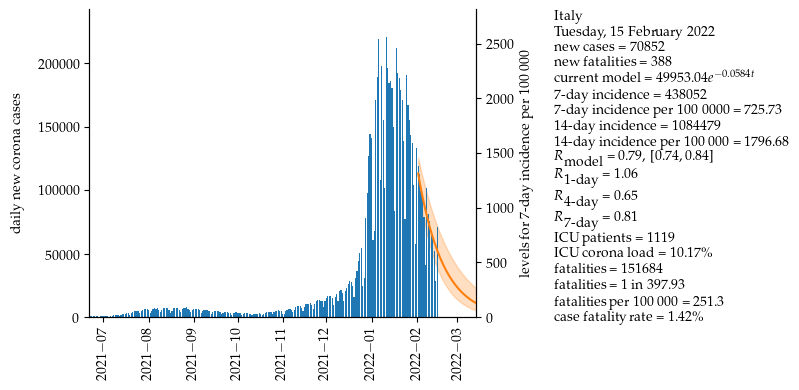 daily new corona cases
200000
150000
100000
50000
0
2021−07
2021−08
2021−09
2021−10
2021−11
2021−12
2022−01
2022−02
2022−03
2500
2000
1500
1000
500
0
levels for 7-day incidence per 100 000
Italy
Tuesday, 15 February 2022
new cases = 70852
new fatalities = 388
current model = 49953.04e^{−0.0584t}
7-day incidence = 438052
7-day incidence per 100 0000 = 725.73
14-day incidence = 1084479
14-day incidence per 100 000 = 1796.68
R_model = 0.79, [0.74, 0.84]
R_1-day = 1.06
R_4-day = 0.65
R_7-day = 0.81
ICU patients = 1119
ICU corona load = 10.17%
fatalities = 151684
fatalities = 1 in 397.93
fatalities per 100 000 = 251.3
case fatality rate = 1.42%